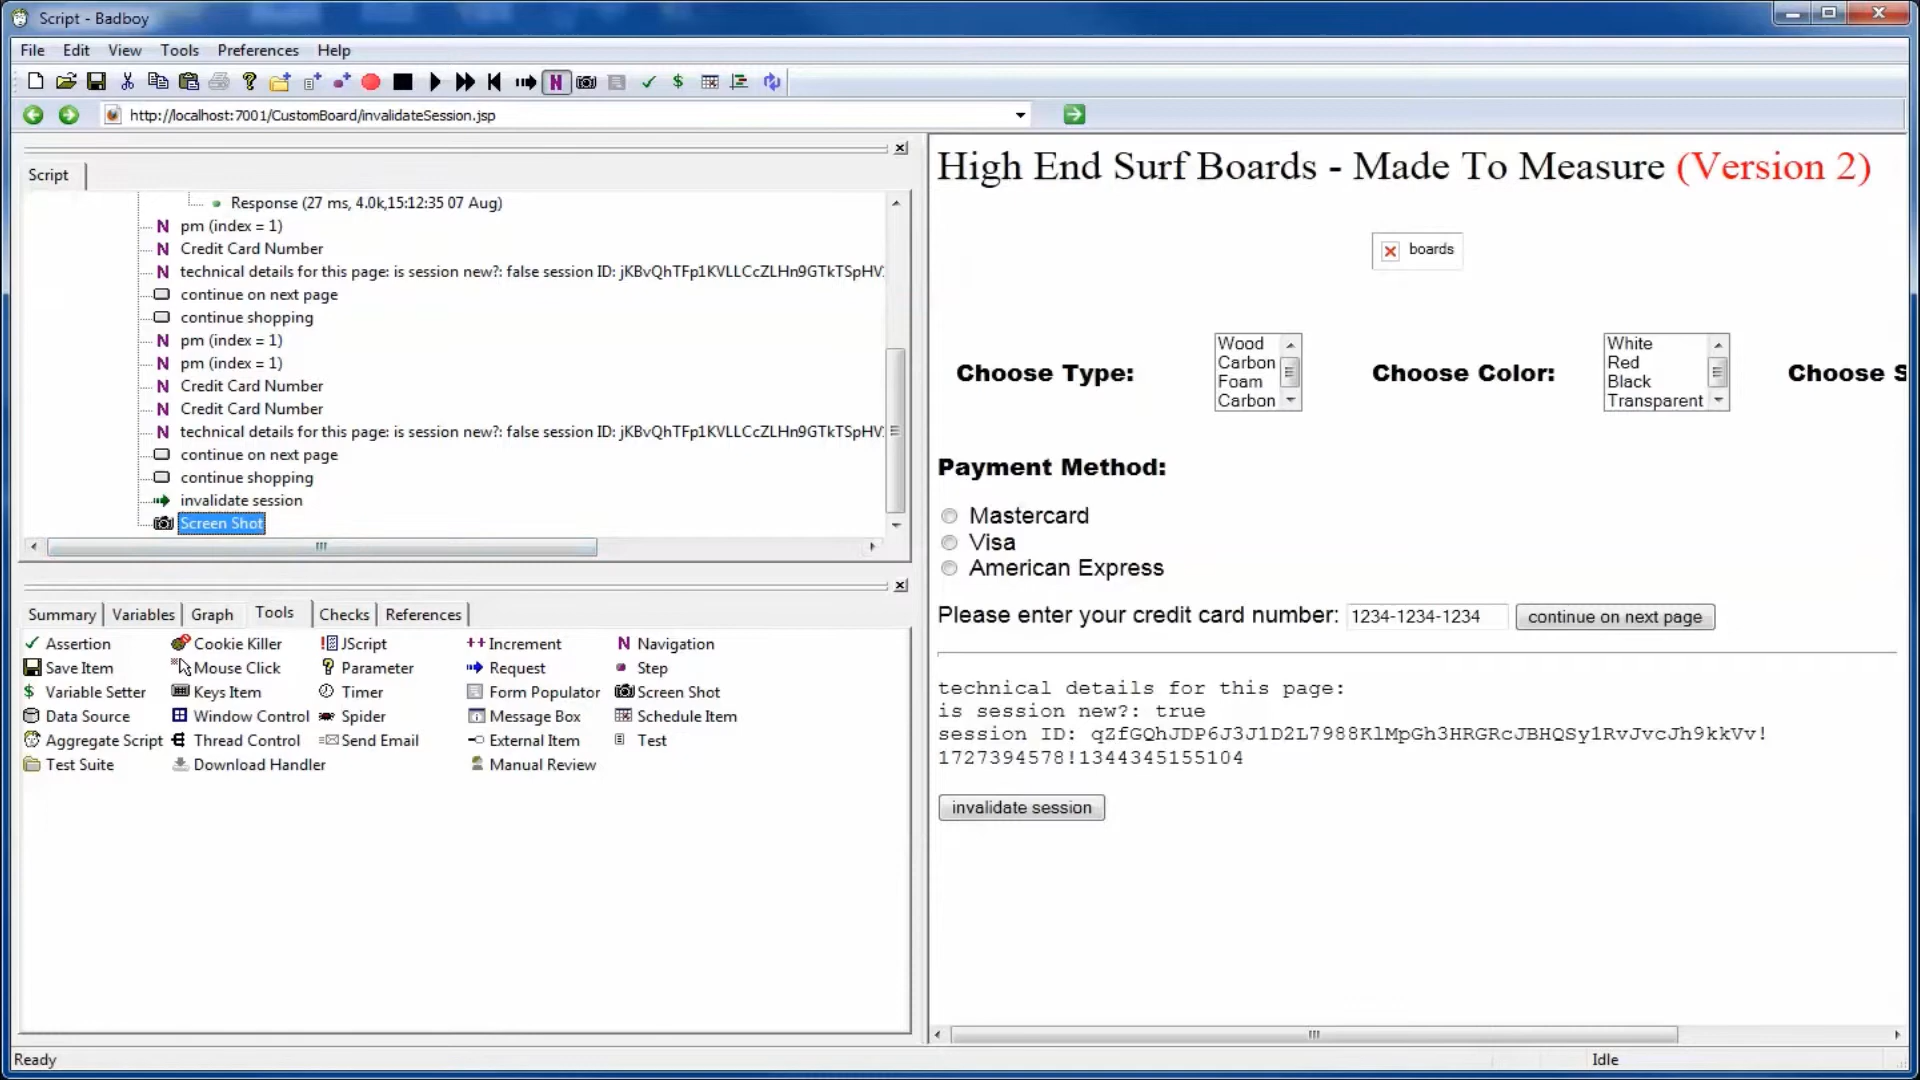 Script - Badboy
File Edit View Tools Preferences Help
http://localhost:7001/CustomBoard/invalidateSession.jsp
Script
Response (27 ms, 4.0k,15:12:35 07 Aug)
pm (index = 1)
Credit Card Number
technical details for this page: is session new?: false session ID: jKBvQhTFp1KVLLCcZLHn9GTkTSpHV
continue on next page
continue shopping
pm (index = 1)
pm (index = 1)
Credit Card Number
Credit Card Number
technical details for this page: is session new?: false session ID: jKBvQhTFp1KVLLCcZLHn9GTkTSpHV
continue on next page
continue shopping
invalidate session
Screen Shot
Summary Variables Graph Tools Checks References
Assertion Cookie Killer JScript Increment Navigation
Save Item Mouse Click Parameter Request Step
Variable Setter Keys Item Timer Form Populator Screen Shot
Data Source Window Control Spider Message Box Schedule Item
Aggregate Script Thread Control Send Email External Item Test
Test Suite Download Handler Manual Review
High End Surf Boards - Made To Measure (Version 2)
boards
Choose Type:
Wood
Carbon
Foam
Carbon
Choose Color:
White
Red
Black
Transparent
Choose S
Payment Method:
Mastercard
Visa
American Express
Please enter your credit card number: 1234-1234-1234 continue on next page
technical details for this page:
is session new?: true
session ID: qZfGQhJDP6J3J1D2L7988KlMpGh3HRGRcJBHQSy1RvJvcJh9kkVv!
1727394578!1344345155104
invalidate session
Ready
Idle